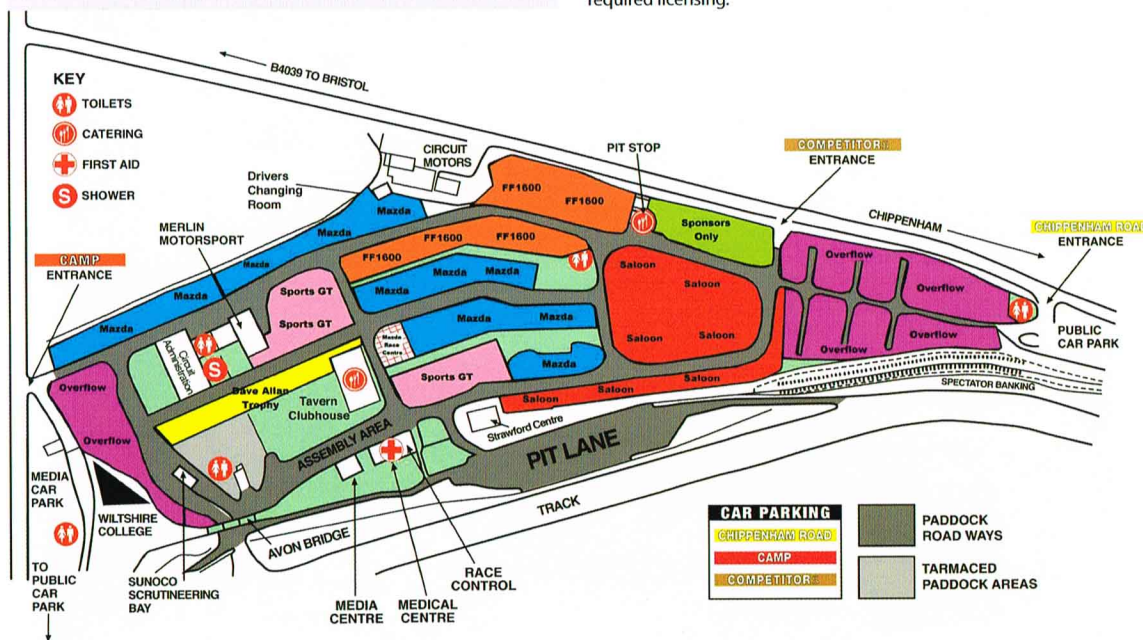 required licensing.
B4039 TO BRISTOL
KEY
TOILETS
CATERING
FIRST AID
S SHOWER
CIRCUIT
MOTORS
PIT STOP
COMPETITORS
ENTRANCE
Drivers
Changing
Room
MERLIN
MOTORSPORT
CAMP
ENTRANCE
CHIPPENHAM
CHIPPENHAM ROAD
ENTRANCE
PUBLIC
CAR PARK
FF1600
FF1600
FF1600
FF1600
FF1600
Sponsors
Only
Mazda
Mazda
Mazda
Mazda
Mazda
Mazda
Mazda
Mazda
Mazda
Mazda
Mazda
Sports GT
Sports GT
Sports GT
Mazda
Race
Centre
Saloon
Saloon
Saloon
Saloon
Saloon
Saloon
Saloon
Overflow
Overflow
Overflow
Overflow
Overflow
Overflow
Circuit
Administration
S
Dave Allan
Trophy
Tavern
Clubhouse
ASSEMBLY AREA
Strawford Centre
PIT LANE
SPECTATOR BANKING
TRACK
MEDIA
CAR
PARK
WILTSHIRE
COLLEGE
AVON BRIDGE
TO
PUBLIC
CAR
PARK
SUNOCO
SCRUTINEERING
BAY
MEDIA
CENTRE
MEDICAL
CENTRE
RACE
CONTROL
CAR PARKING
CHIPPENHAM ROAD
CAMP
COMPETITORS
PADDOCK
ROAD WAYS
TARMACED
PADDOCK AREAS